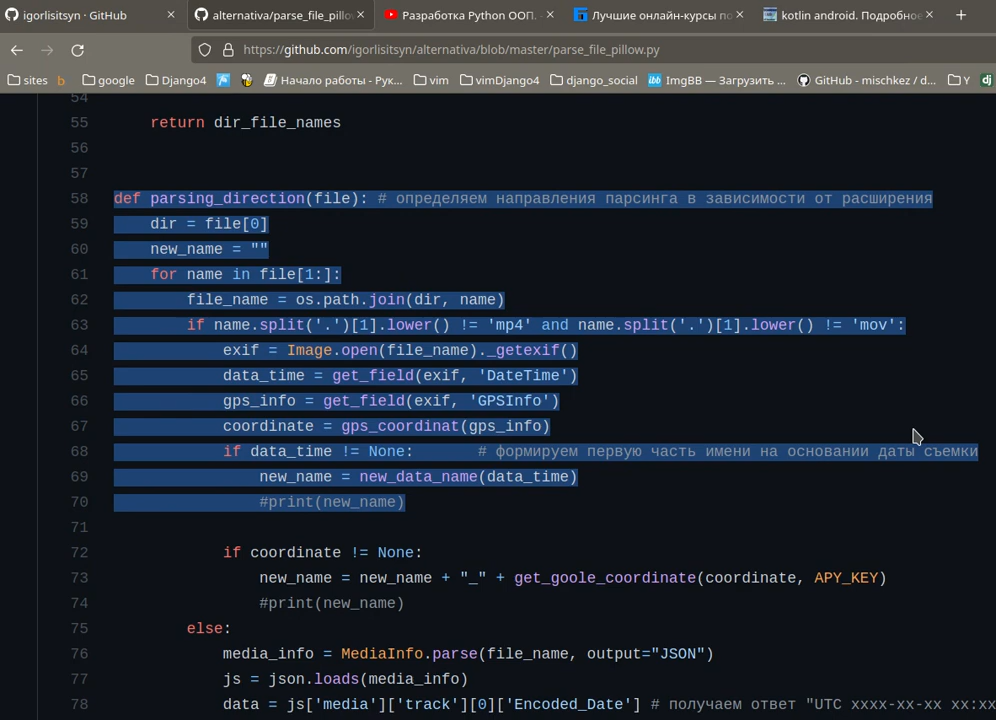 igorlisitsyn · GitHub
alternativa/parse_file_pillow
Разработка Python ООП. -
Лучшие онлайн-курсы по
kotlin android. Подробное
https://github.com/igorlisitsyn/alternativa/blob/master/parse_file_pillow.py
sites
google
Django4
Начало работы - Рук...
vim
vimDjango4
django_social
ImgBB — Загрузить ...
GitHub - mischkez / d...
Y
dj
54
55 return dir_file_names
56
57
58 def parsing_direction(file): # определяем направления парсинга в зависимости от расширения
59 dir = file[0]
60 new_name = ""
61 for name in file[1:]:
62 file_name = os.path.join(dir, name)
63 if name.split('.')[1].lower() != 'mp4' and name.split('.')[1].lower() != 'mov':
64 exif = Image.open(file_name)._getexif()
65 data_time = get_field(exif, 'DateTime')
66 gps_info = get_field(exif, 'GPSInfo')
67 coordinate = gps_coordinat(gps_info)
68 if data_time != None: # формируем первую часть имени на основании даты съемки
69 new_name = new_data_name(data_time)
70 #print(new_name)
71
72 if coordinate != None:
73 new_name = new_name + "_" + get_goole_coordinate(coordinate, APY_KEY)
74 #print(new_name)
75 else:
76 media_info = MediaInfo.parse(file_name, output="JSON")
77 js = json.loads(media_info)
78 data = js['media']['track'][0]['Encoded_Date'] # получаем ответ "UTC xxxx-xx-xx xx:xx